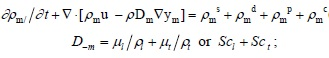 ∂ρₘ/∂t + ∇·[ρₘu − ρDₘ∇yₘ] = ρₘˢ + ρₘᵈ + ρₘᵖ + ρₘᶜ
D₋ₘ = μₗ/ρₗ + μₜ/ρₗ or Scₗ + Scₜ ;